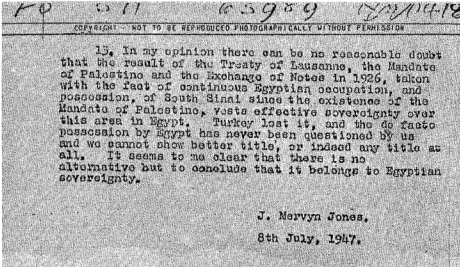 FO 371 63989
COPYRIGHT - NOT TO BE REPRODUCED PHOTOGRAPHICALLY WITHOUT PERMISSION
13. In my opinion there can be no reasonable doubt
that the result of the Treaty of Lausanne, the Mandate
of Palestine and the Exchange of Notes in 1926, taken
with the fact of continuous Egyptian occupation, and
possession, of South Sinai since the existence of the
Mandate of Palestine, vests effective sovereignty over
this area in Egypt. Turkey lost it, and the de facto
possession by Egypt has never been questioned by us
and we cannot show better title, or indeed any title at
all. It seems to me clear that there is no
alternative but to conclude that it belongs to Egyptian
sovereignty.
J. Mervyn Jones.
8th July, 1947.